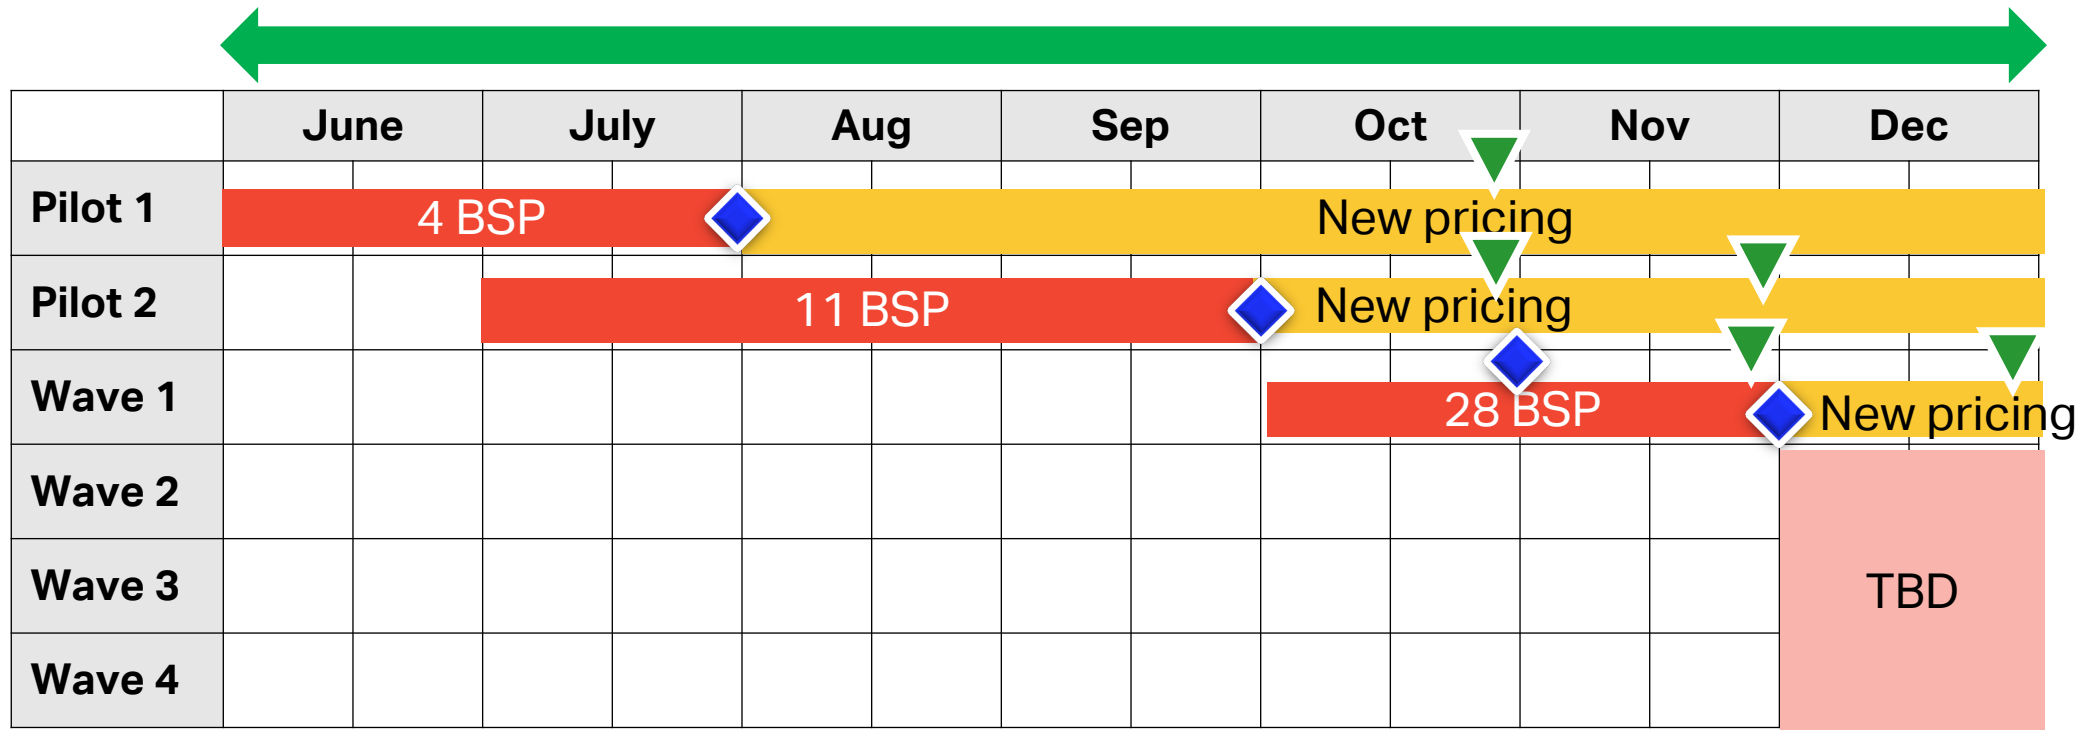 June July Aug Sep Oct Nov Dec
Pilot 1 4 BSP New pricing
Pilot 2 11 BSP New pricing
Wave 1 28 BSP New pricing
Wave 2
Wave 3 TBD
Wave 4